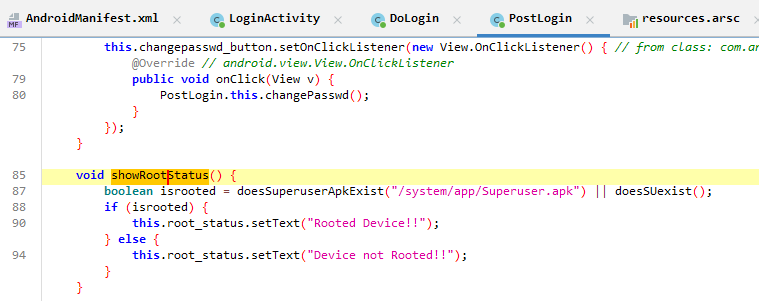 AndroidManifest.xml LoginActivity DoLogin PostLogin resources.arsc
75 this.changepasswd_button.setOnClickListener(new View.OnClickListener() { // from class: com.an
@Override // android.view.View.OnClickListener
79 public void onClick(View v) {
80 PostLogin.this.changePasswd();
}
});
}
85 void showRootStatus() {
87 boolean isrooted = doesSuperuserApkExist("/system/app/Superuser.apk") || doesSUexist();
88 if (isrooted) {
90 this.root_status.setText("Rooted Device!!");
} else {
94 this.root_status.setText("Device not Rooted!!");
}
}